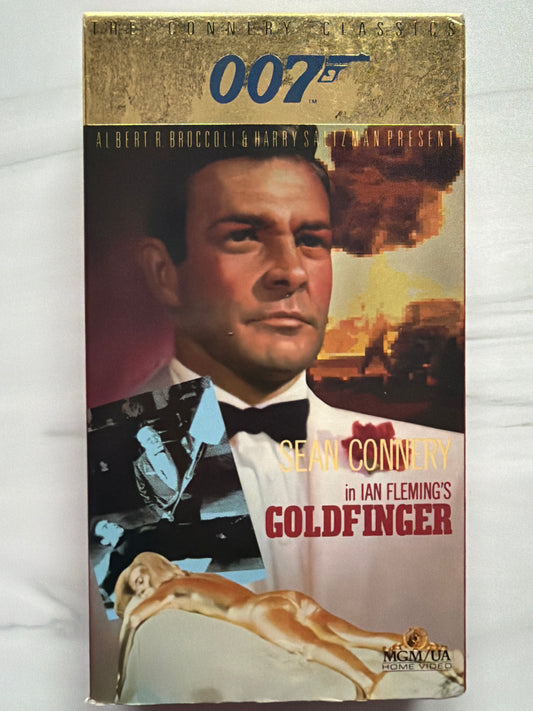 THE CONNERY CLASSICS
007
TM
ALBERT R. BROCCOLI & HARRY SALTZMAN PRESENT
SEAN CONNERY
in IAN FLEMING'S
GOLDFINGER
MGM/UA
HOME VIDEO